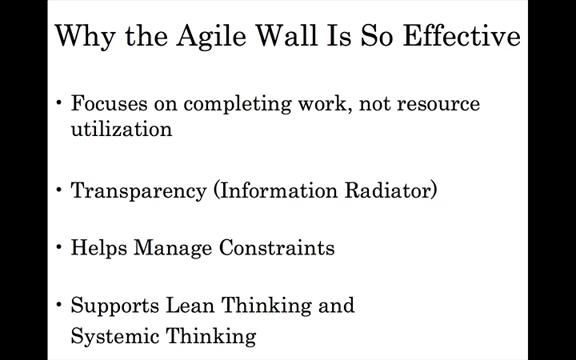 Why the Agile Wall Is So Effective
• Focuses on completing work, not resource
utilization
• Transparency (Information Radiator)
• Helps Manage Constraints
• Supports Lean Thinking and
Systemic Thinking